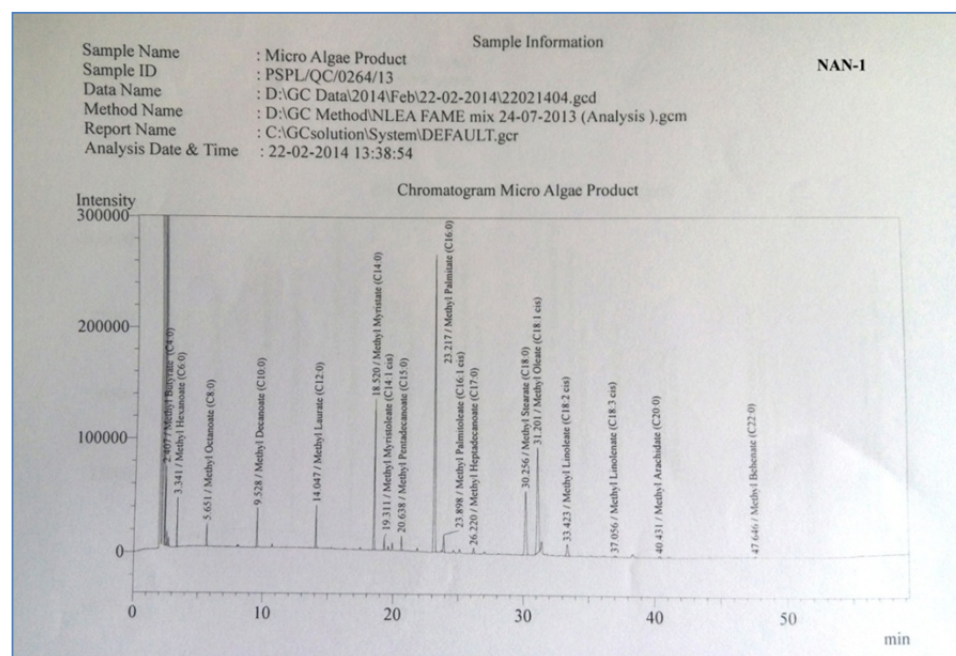 Sample Information
NAN-1
Sample Name : Micro Algae Product
Sample ID : PSPL/QC/0264/13
Data Name : D:\GC Data\2014\Feb\22-02-2014\22021404.gcd
Method Name : D:\GC Method\NLEA FAME mix 24-07-2013 (Analysis ).gcm
Report Name : C:\GCsolution\System\DEFAULT.gcr
Analysis Date & Time : 22-02-2014 13:38:54
Chromatogram Micro Algae Product
Intensity
300000
200000
100000
0
2.407 / Methyl Butyrate (C4:0)
3.341 / Methyl Hexanoate (C6:0)
5.651 / Methyl Octanoate (C8:0)
9.528 / Methyl Decanoate (C10:0)
14.047 / Methyl Laurate (C12:0)
18.520 / Methyl Myristate (C14:0)
19.311 / Methyl Myristoleate (C14:1 cis)
20.638 / Methyl Pentadecanoate (C15:0)
23.217 / Methyl Palmitate (C16:0)
23.898 / Methyl Palmitoleate (C16:1 cis)
26.220 / Methyl Heptadecanoate (C17:0)
30.256 / Methyl Stearate (C18:0)
31.201 / Methyl Oleate (C18:1 cis)
33.423 / Methyl Linoleate (C18:2 cis)
37.056 / Methyl Linolenate (C18:3 cis)
40.431 / Methyl Arachidate (C20:0)
47.646 / Methyl Behenate (C22:0)
0 10 20 30 40 50
min